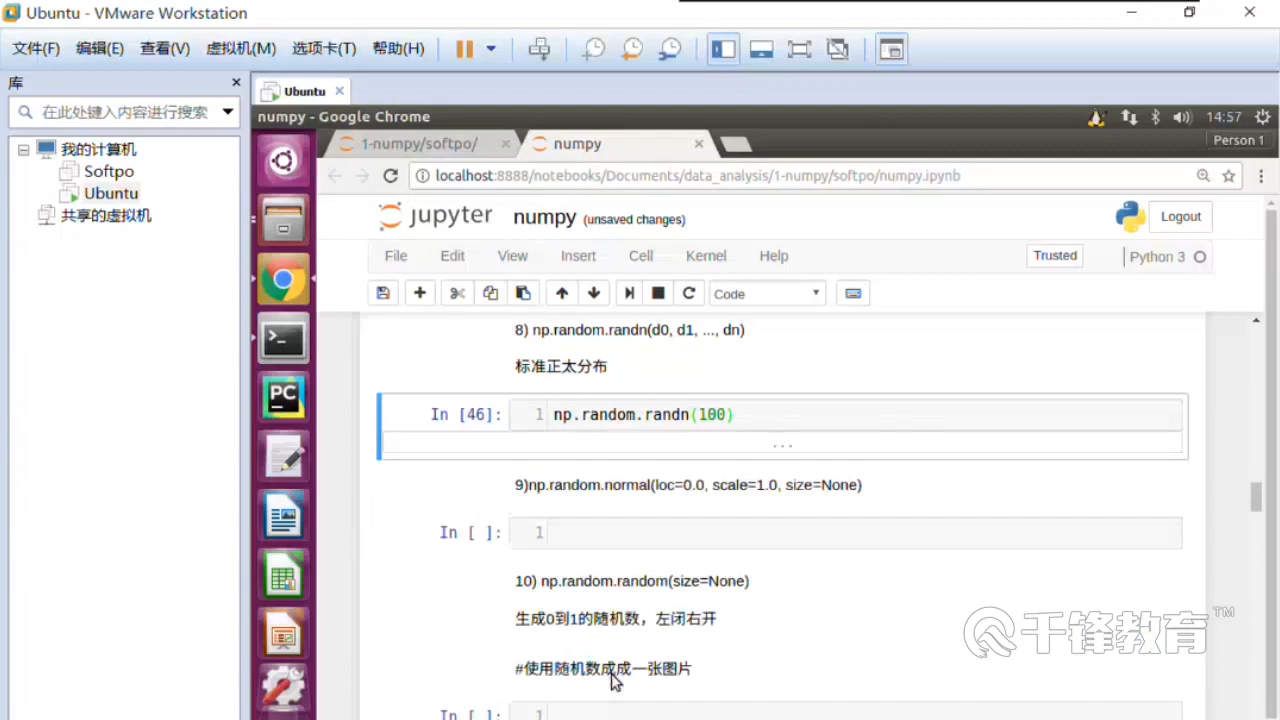 Ubuntu - VMware Workstation
文件(F) 编辑(E) 查看(V) 虚拟机(M) 选项卡(T) 帮助(H)
库
在此处键入内容进行搜索
我的计算机
Softpo
Ubuntu
共享的虚拟机
Ubuntu
numpy - Google Chrome
14:57
1-numpy/softpo/
numpy
Person 1
localhost:8888/notebooks/Documents/data_analysis/1-numpy/softpo/numpy.ipynb
jupyter numpy (unsaved changes)
Logout
File Edit View Insert Cell Kernel Help
Trusted
Python 3
Code
8) np.random.randn(d0, d1, ..., dn)
标准正太分布
In [46]: 1 np.random.randn(100)
...
9)np.random.normal(loc=0.0, scale=1.0, size=None)
In [ ]: 1
10) np.random.random(size=None)
生成0到1的随机数，左闭右开
#使用随机数成成一张图片
In [ ]: 1
PC
千锋教育™